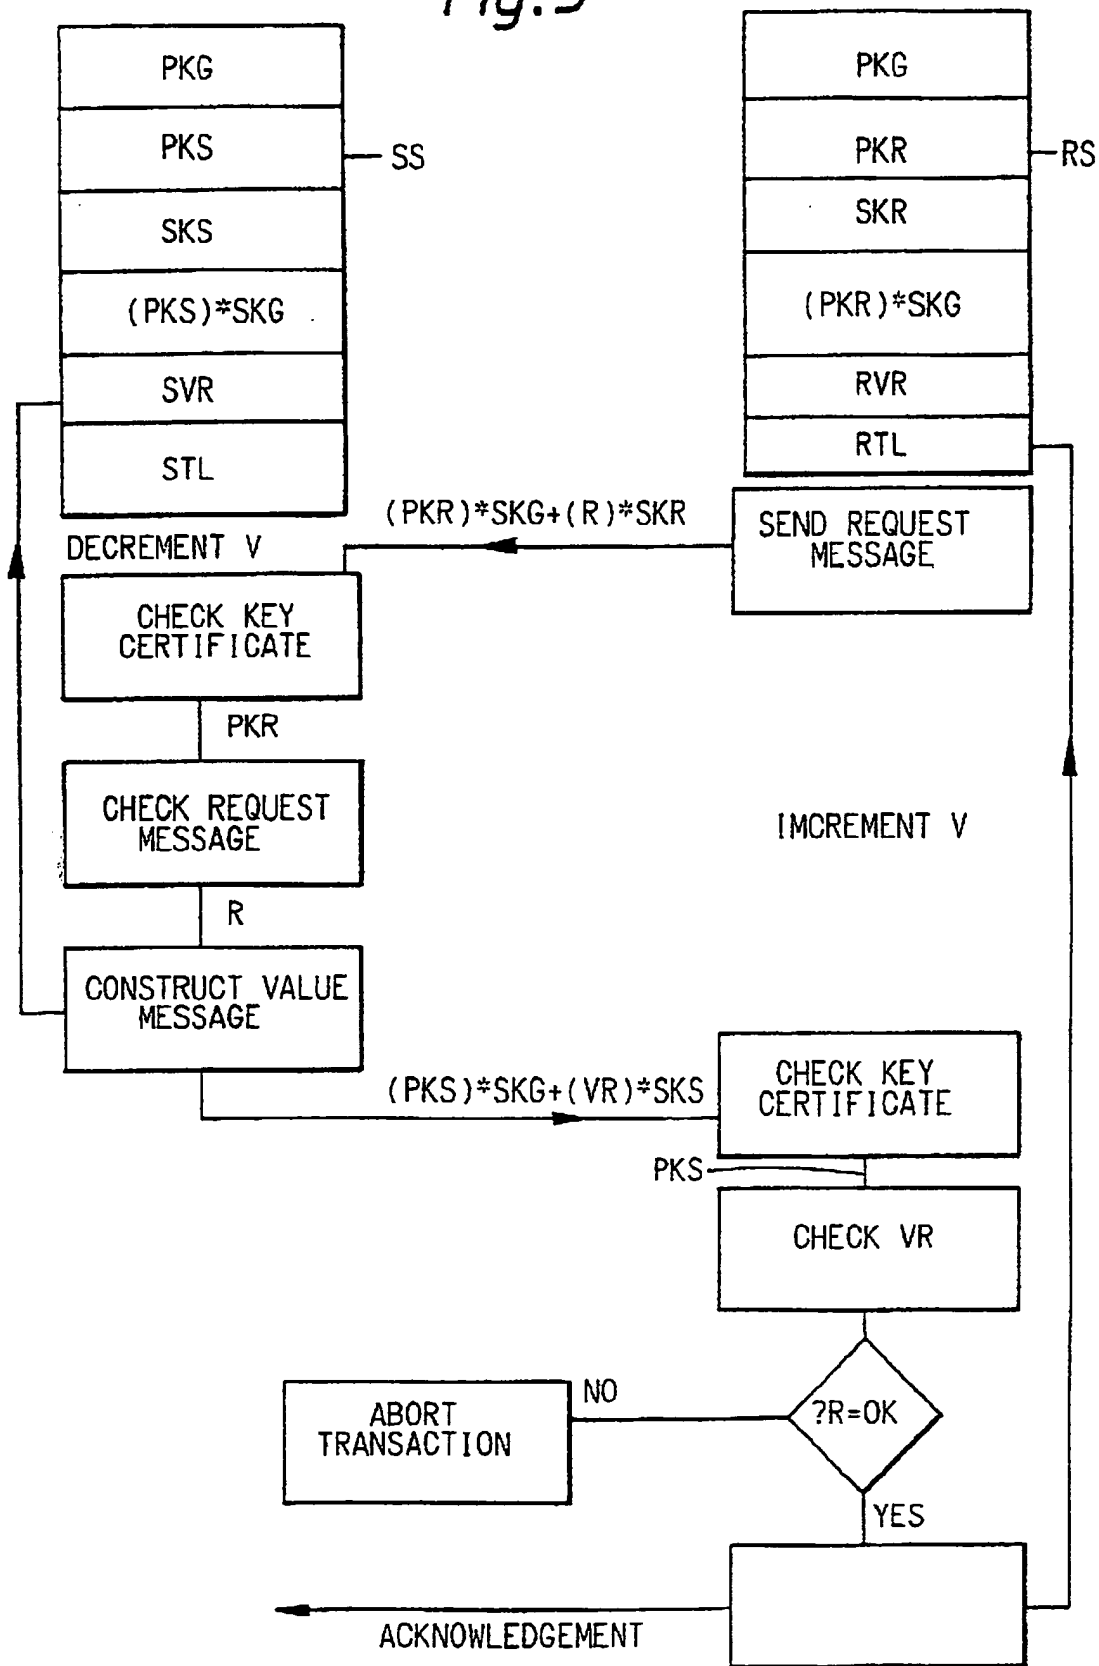 Fig.5
PKG
PKS
SS
SKS
(PKS)*SKG
SVR
STL
PKG
PKR
RS
SKR
(PKR)*SKG
RVR
RTL
(PKR)*SKG+(R)*SKR
SEND REQUEST
MESSAGE
DECREMENT V
CHECK KEY
CERTIFICATE
PKR
CHECK REQUEST
MESSAGE
IMCREMENT V
R
CONSTRUCT VALUE
MESSAGE
(PKS)*SKG+(VR)*SKS
CHECK KEY
CERTIFICATE
PKS
CHECK VR
?R=OK
NO
ABORT
TRANSACTION
YES
ACKNOWLEDGEMENT